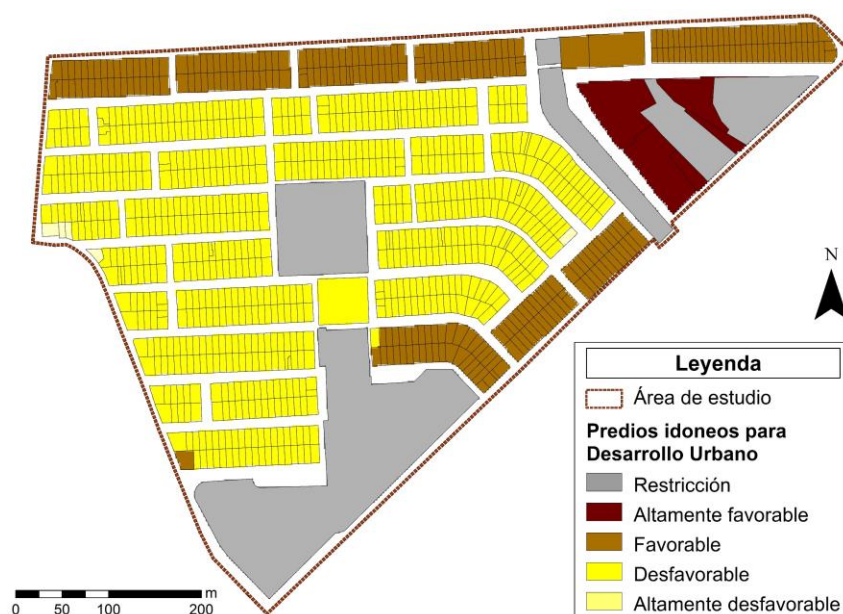 N
Leyenda
Área de estudio
Predios idoneos para
Desarrollo Urbano
Restricción
Altamente favorable
Favorable
Desfavorable
Altamente desfavorable
m
0 50 100 200